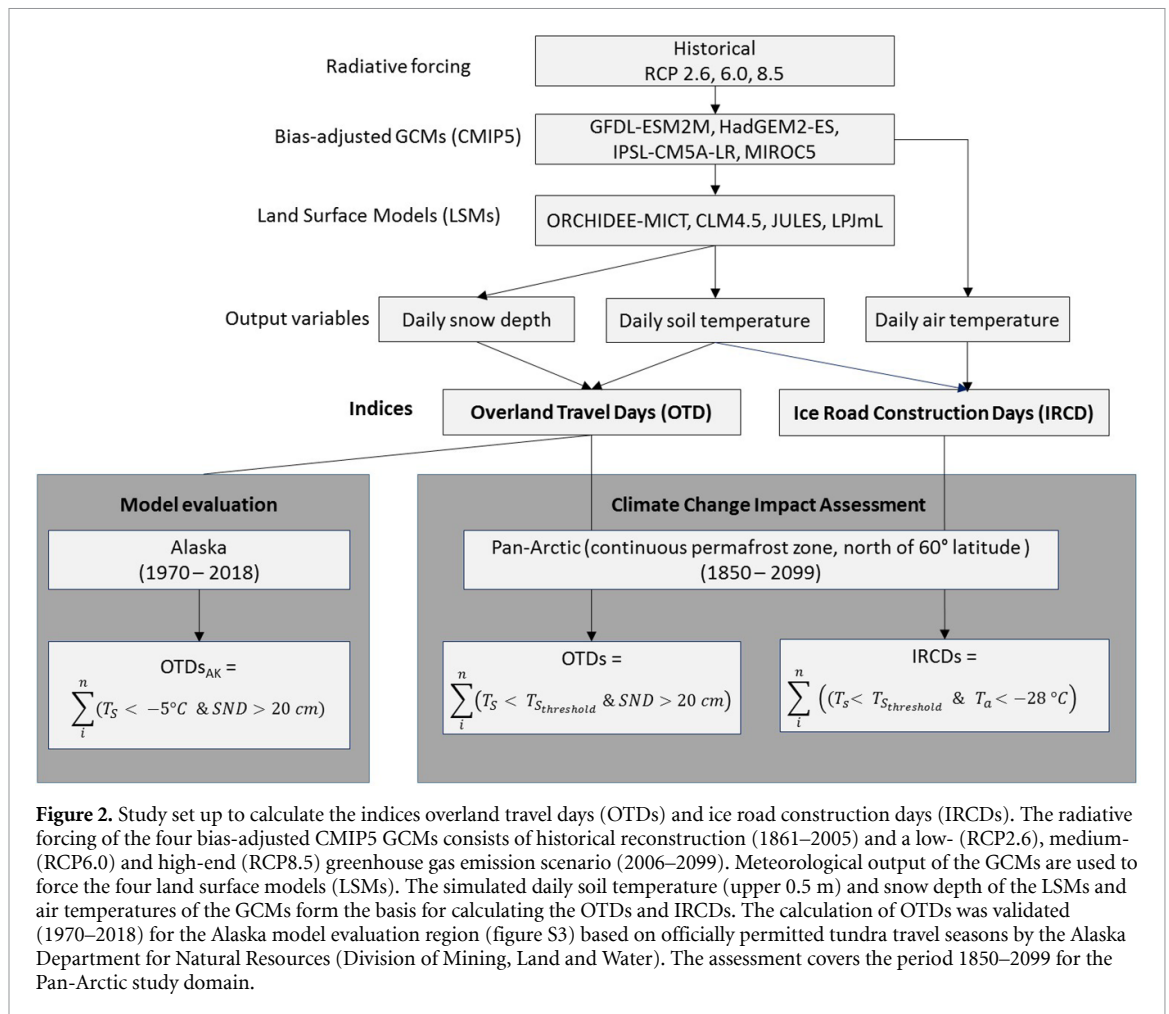 Radiative forcing
Historical
RCP 2.6, 6.0, 8.5
Bias-adjusted GCMs (CMIP5)
GFDL-ESM2M, HadGEM2-ES,
IPSL-CM5A-LR, MIROC5
Land Surface Models (LSMs)
ORCHIDEE-MICT, CLM4.5, JULES, LPJmL
Output variables
Daily snow depth
Daily soil temperature
Daily air temperature
Indices
Overland Travel Days (OTD)
Ice Road Construction Days (IRCD)
Model evaluation
Alaska
(1970 – 2018)
OTDs_AK =
∑_i^n (T_S < −5°C & SND > 20 cm)
Climate Change Impact Assessment
Pan-Arctic (continuous permafrost zone, north of 60° latitude )
(1850 – 2099)
OTDs =
∑_i^n (T_S < T_{S_threshold} & SND > 20 cm)
IRCDs =
∑_i^n ((T_s < T_{S_threshold} & T_a < −28 °C)
Figure 2. Study set up to calculate the indices overland travel days (OTDs) and ice road construction days (IRCDs). The radiative
forcing of the four bias-adjusted CMIP5 GCMs consists of historical reconstruction (1861–2005) and a low- (RCP2.6), medium-
(RCP6.0) and high-end (RCP8.5) greenhouse gas emission scenario (2006–2099). Meteorological output of the GCMs are used to
force the four land surface models (LSMs). The simulated daily soil temperature (upper 0.5 m) and snow depth of the LSMs and
air temperatures of the GCMs form the basis for calculating the OTDs and IRCDs. The calculation of OTDs was validated
(1970–2018) for the Alaska model evaluation region (figure S3) based on officially permitted tundra travel seasons by the Alaska
Department for Natural Resources (Division of Mining, Land and Water). The assessment covers the period 1850–2099 for the
Pan-Arctic study domain.